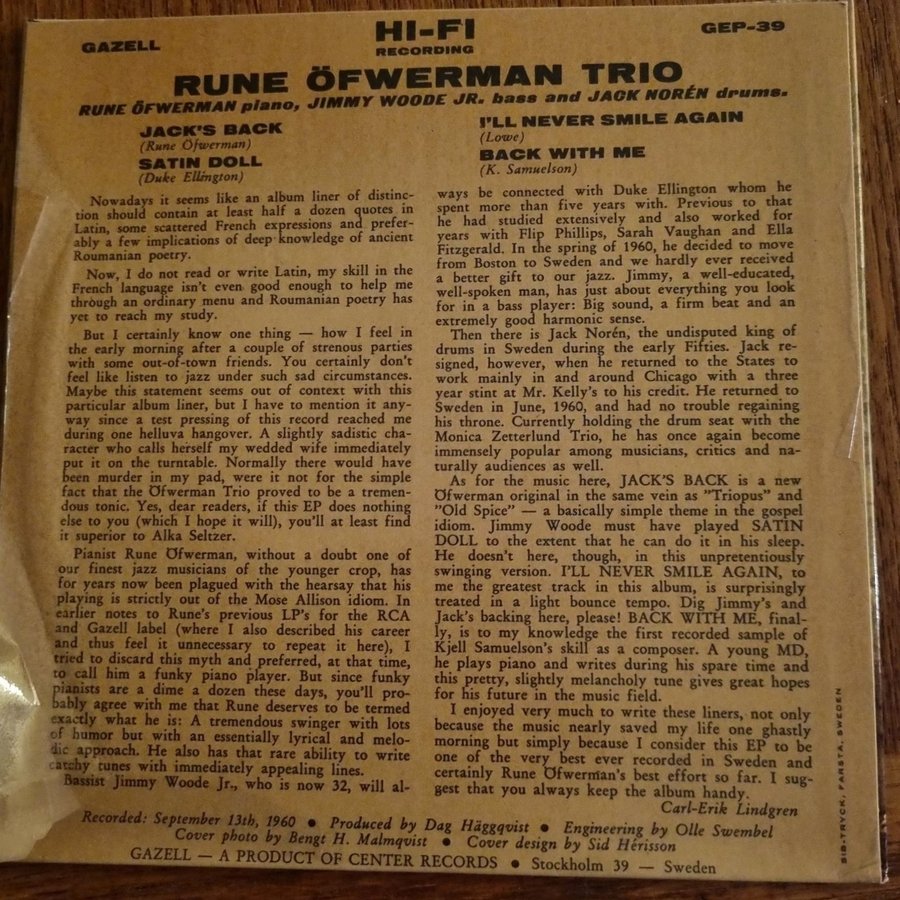 GAZELL
HI-FI
RECORDING
GEP-39
RUNE ÖFWERMAN TRIO
RUNE ÖFWERMAN piano, JIMMY WOODE JR. bass and JACK NORÉN drums.
JACK'S BACK
(Rune Öfwerman)
SATIN DOLL
(Duke Ellington)
I'LL NEVER SMILE AGAIN
(Lowe)
BACK WITH ME
(K. Samuelson)
Nowadays it seems like an album liner of distinc-
tion should contain at least half a dozen quotes in
Latin, some scattered French expressions and prefer-
ably a few implications of deep knowledge of ancient
Roumanian poetry.
Now, I do not read or write Latin, my skill in the
French language isn't even good enough to help me
through an ordinary menu and Roumanian poetry has
yet to reach my study.
But I certainly know one thing — how I feel in
the early morning after a couple of strenous parties
with some out-of-town friends. You certainly don't
feel like listen to jazz under such sad circumstances.
Maybe this statement seems out of context with this
particular album liner, but I have to mention it any-
way since a test pressing of this record reached me
during one helluva hangover. A slightly sadistic cha-
racter who calls herself my wedded wife immediately
put it on the turntable. Normally there would have
been murder in my pad, were it not for the simple
fact that the Öfwerman Trio proved to be a tremen-
dous tonic. Yes, dear readers, if this EP does nothing
else to you (which I hope it will), you'll at least find
it superior to Alka Seltzer.
Pianist Rune Öfwerman, without a doubt one of
our finest jazz musicians of the younger crop, has
for years now been plagued with the hearsay that his
playing is strictly out of the Mose Allison idiom. In
earlier notes to Rune's previous LP's for the RCA
and Gazell label (where I also described his career
and thus feel it unnecessary to repeat it here), I
tried to discard this myth and preferred, at that time,
to call him a funky piano player. But since funky
pianists are a dime a dozen these days, you'll pro-
bably agree with me that Rune deserves to be termed
exactly what he is: A tremendous swinger with lots
of humor but with an essentially lyrical and melo-
dic approach. He also has that rare ability to write
catchy tunes with immediately appealing lines.
Bassist Jimmy Woode Jr., who is now 32, will al-
ways be connected with Duke Ellington whom he
spent more than five years with. Previous to that
he had studied extensively and also worked for
years with Flip Phillips, Sarah Vaughan and Ella
Fitzgerald. In the spring of 1960, he decided to move
from Boston to Sweden and we hardly ever received
a better gift to our jazz. Jimmy, a well-educated,
well-spoken man, has just about everything you look
for in a bass player: Big sound, a firm beat and an
extremely good harmonic sense.
Then there is Jack Norén, the undisputed king of
drums in Sweden during the early Fifties. Jack re-
signed, however, when he returned to the States to
work mainly in and around Chicago with a three
year stint at Mr. Kelly's to his credit. He returned to
Sweden in June, 1960, and had no trouble regaining
his throne. Currently holding the drum seat with the
Monica Zetterlund Trio, he has once again become
immensely popular among musicians, critics and na-
turally audiences as well.
As for the music here, JACK'S BACK is a new
Öfwerman original in the same vein as "Triopus" and
"Old Spice" — a basically simple theme in the gospel
idiom. Jimmy Woode must have played SATIN
DOLL to the extent that he can do it in his sleep.
He doesn't here, though, in this unpretentiously
swinging version. I'LL NEVER SMILE AGAIN, to
me the greatest track in this album, is surprisingly
treated in a light bounce tempo. Dig Jimmy's and
Jack's backing here, please! BACK WITH ME, final-
ly, is to my knowledge the first recorded sample of
Kjell Samuelson's skill as a composer. A young MD,
he plays piano and writes during his spare time and
this pretty, slightly melancholy tune gives great hopes
for his future in the music field.
I enjoyed very much to write these liners, not only
because the music nearly saved my life one ghastly
morning but simply because I consider this EP to be
one of the very best ever recorded in Sweden and
certainly Rune Öfwerman's best effort so far. I sug-
gest that you always keep the album handy.
Carl-Erik Lindgren
Recorded: September 13th, 1960 ● Produced by Dag Häggqvist ● Engineering by Olle Swembel
Cover photo by Bengt H. Malmqvist ● Cover design by Sid Hérisson
GAZELL — A PRODUCT OF CENTER RECORDS ● Stockholm 39 — Sweden
SIB-TRYCK, FARSTA, SWEDEN